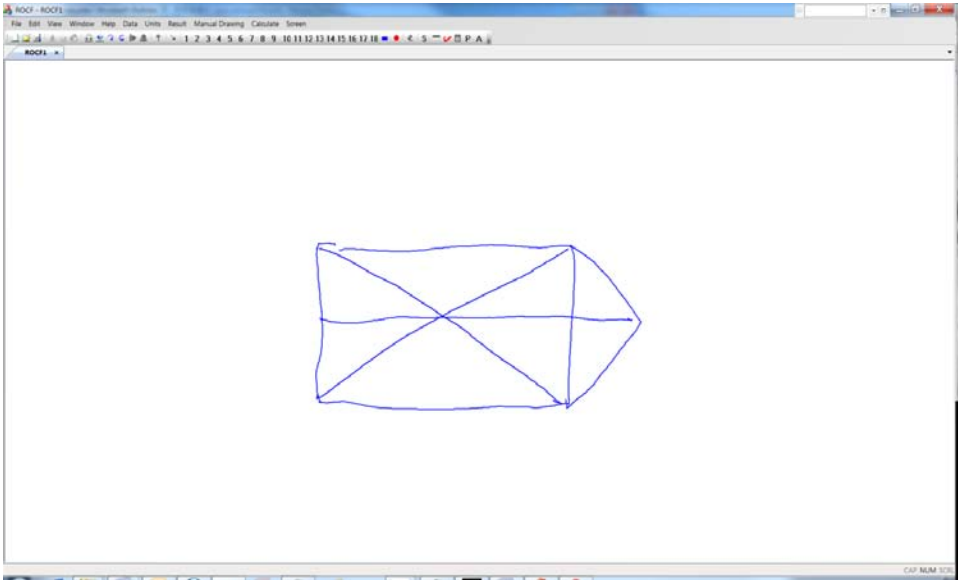 ROCF - ROCF1
File Edit View Window Help Data Units Result Manual Drawing Calculate Screen
1 2 3 4 5 6 7 8 9 10 11 12 13 14 15 16 17 18 S P A
ROCF1
CAP NUM SCRL